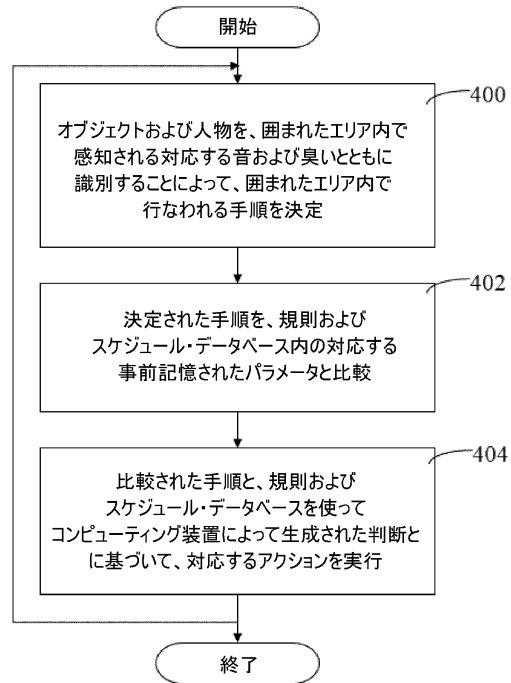 開始
400
オブジェクトおよび人物を、囲まれたエリア内で
感知される対応する音および臭いとともに
識別することによって、囲まれたエリア内で
行なわれる手順を決定
402
決定された手順を、規則および
スケジュール・データベース内の対応する
事前記憶されたパラメータと比較
404
比較された手順と、規則および
スケジュール・データベースを使って
コンピューティング装置によって生成された判断と
に基づいて、対応するアクションを実行
終了